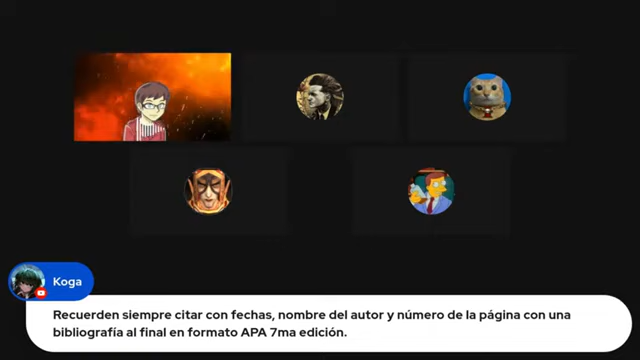 Koga
Recuerden siempre citar con fechas, nombre del autor y número de la página con una
bibliografía al final en formato APA 7ma edición.